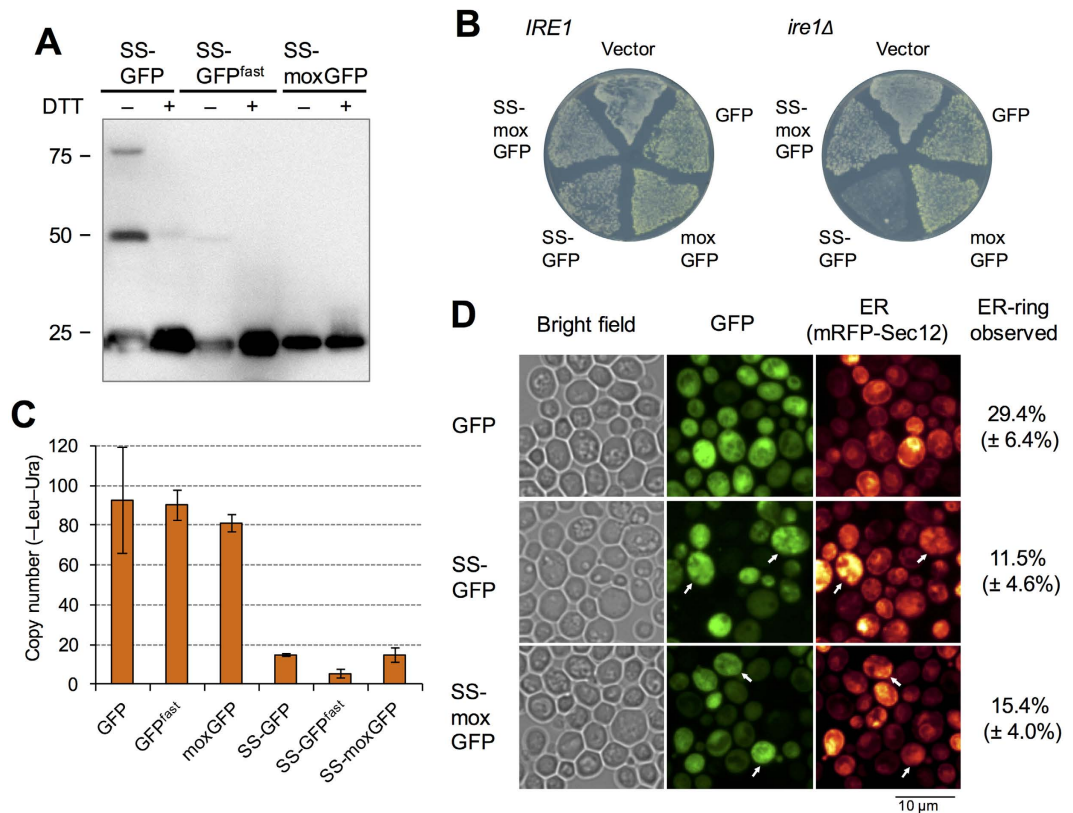 A
SS-
GFP
SS-
GFPfast
SS-
moxGFP
DTT
– + – + – +
75 –
50 –
25 –
B
IRE1
ire1Δ
Vector
Vector
SS-
mox
GFP
GFP
SS-
mox
GFP
GFP
SS-
GFP
mox
GFP
SS-
GFP
mox
GFP
C
Copy number (–Leu–Ura)
120
100
80
60
40
20
0
GFP
GFPfast
moxGFP
SS-GFP
SS-GFPfast
SS-moxGFP
D
Bright field
GFP
ER
(mRFP-Sec12)
ER-ring
observed
GFP
29.4%
(± 6.4%)
SS-
GFP
11.5%
(± 4.6%)
SS-
mox
GFP
15.4%
(± 4.0%)
10 µm